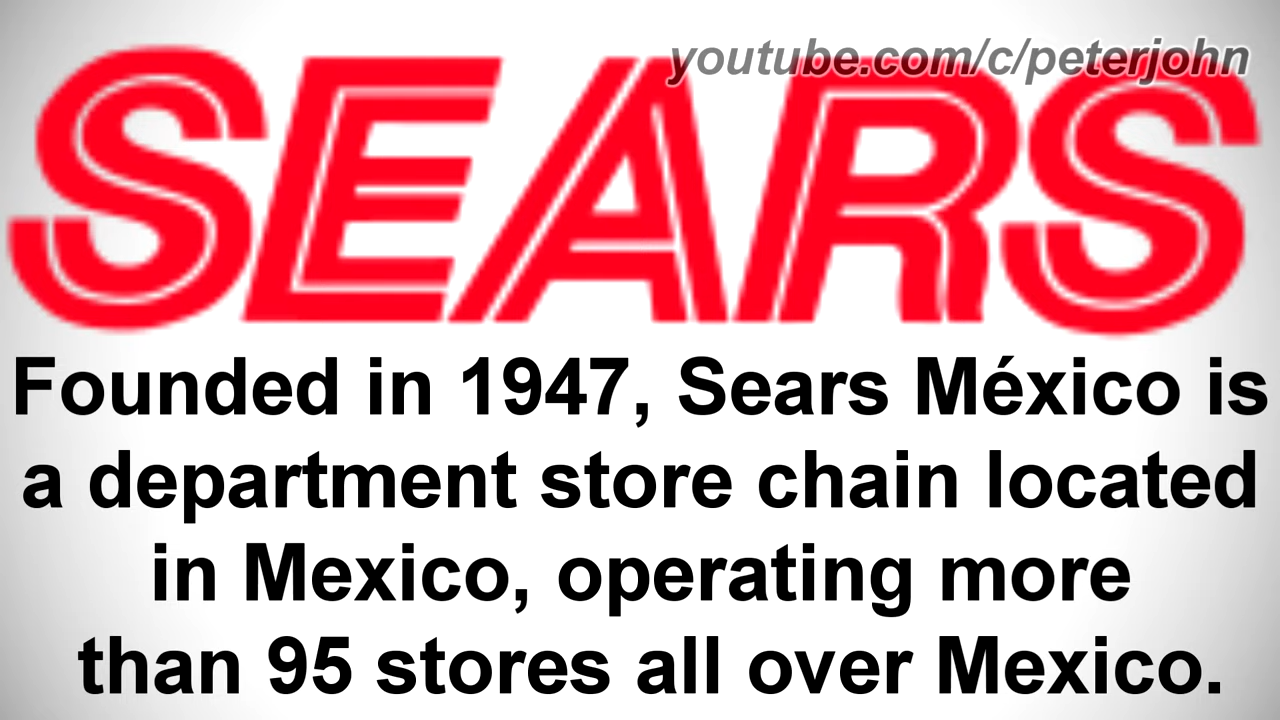 youtube.com/c/peterjohn
SEARS
Founded in 1947, Sears México is
a department store chain located
in Mexico, operating more
than 95 stores all over Mexico.